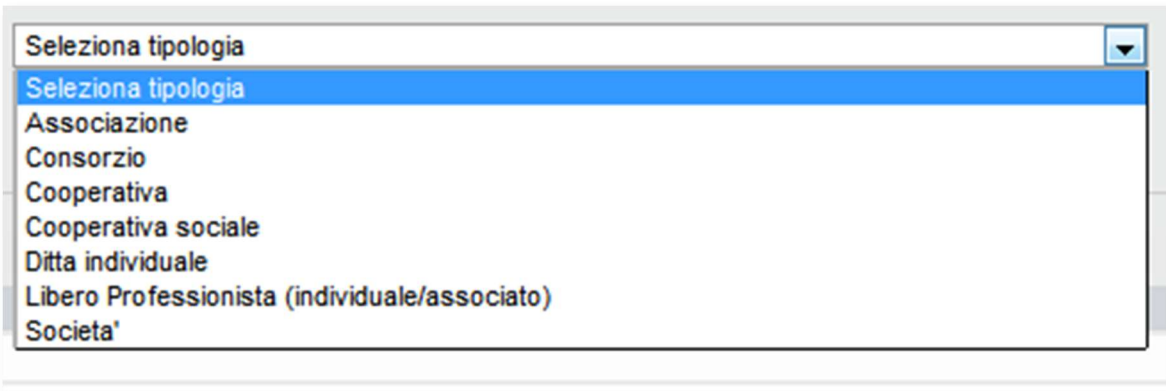 Seleziona tipologia
Seleziona tipologia
Associazione
Consorzio
Cooperativa
Cooperativa sociale
Ditta individuale
Libero Professionista (individuale/associato)
Societa'